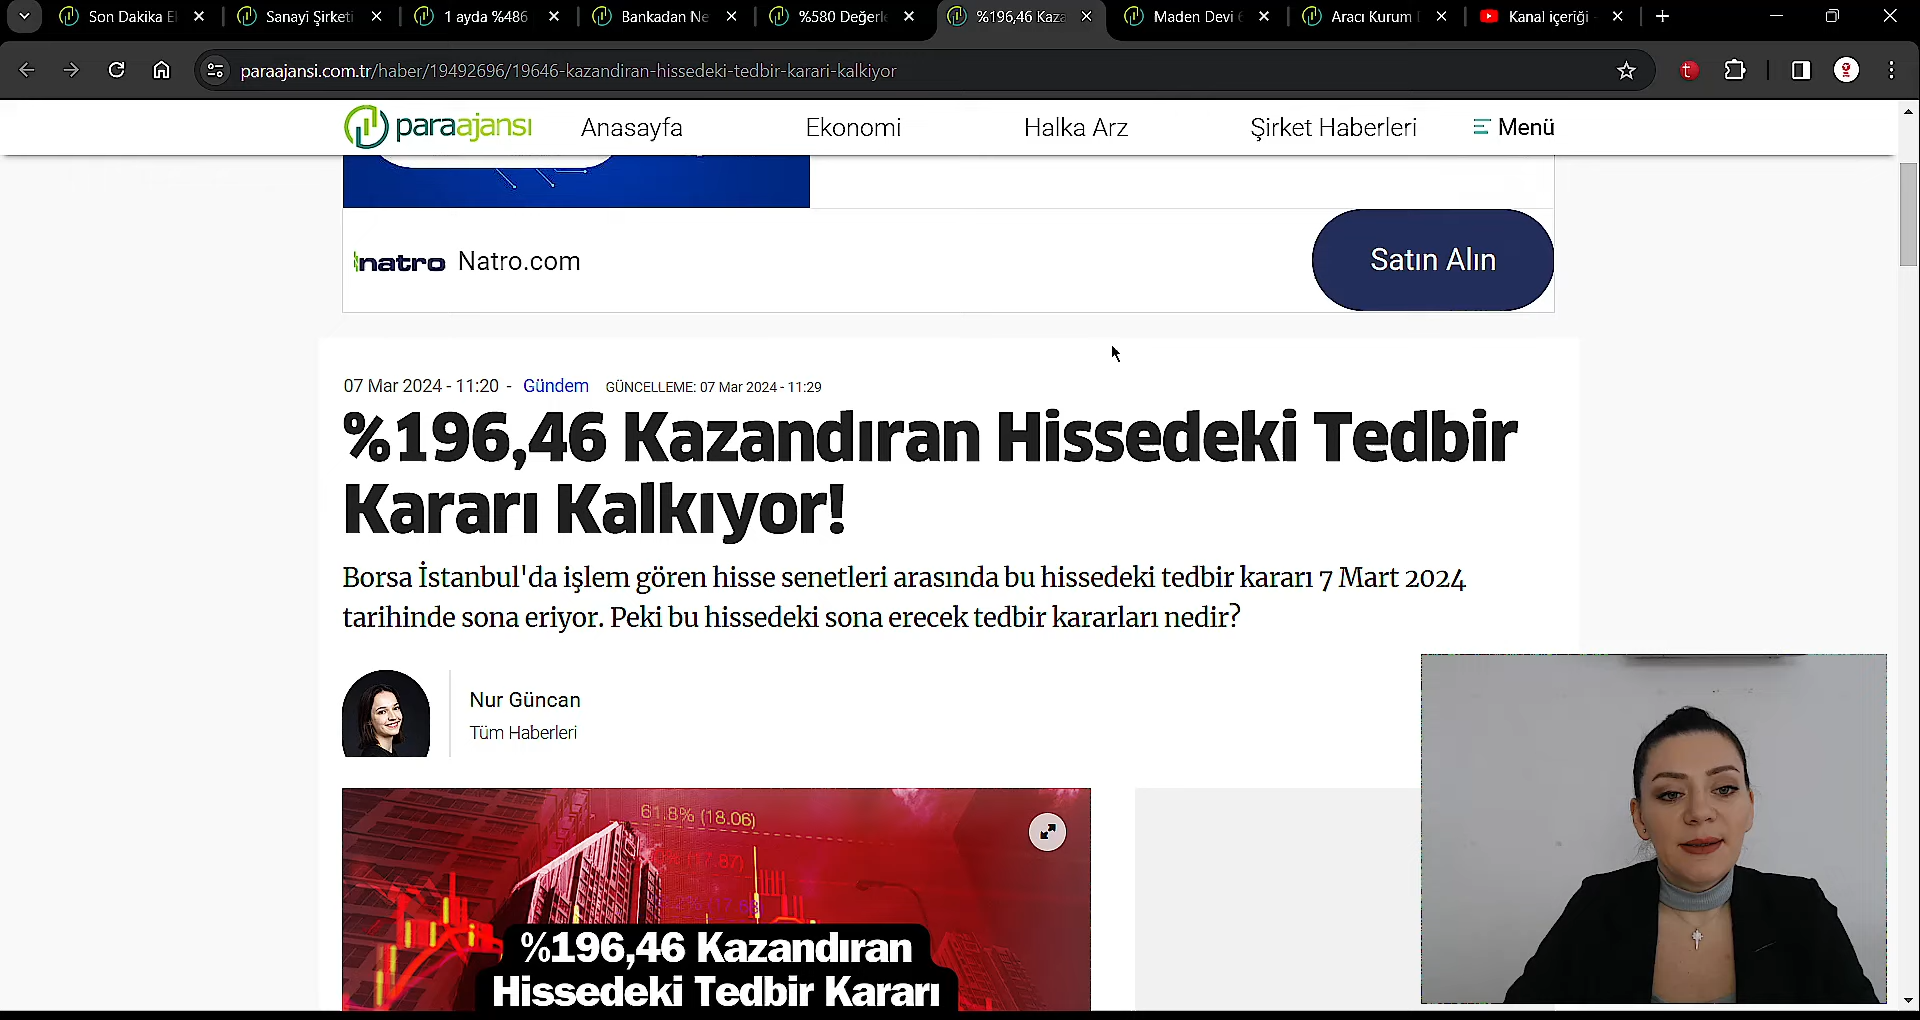 Son Dakika E
Sanayi Şirketi
1 ayda %486
Bankadan Ne
%580 Değerle
%196,46 Kaza
Maden Devi
Aracı Kurum
Kanal içeriği
paraajansi.com.tr/haber/19492696/19646-kazandiran-hissedeki-tedbir-karari-kalkiyor
paraajansı
Anasayfa
Ekonomi
Halka Arz
Şirket Haberleri
Menü
natro Natro.com
Satın Alın
07 Mar 2024 - 11:20 - Gündem GÜNCELLEME: 07 Mar 2024 - 11:29
%196,46 Kazandıran Hissedeki Tedbir
Kararı Kalkıyor!
Borsa İstanbul'da işlem gören hisse senetleri arasında bu hissedeki tedbir kararı 7 Mart 2024
tarihinde sona eriyor. Peki bu hissedeki sona erecek tedbir kararları nedir?
Nur Güncan
Tüm Haberleri
61.8% (18.06)
%196,46 Kazandıran
Hissedeki Tedbir Kararı